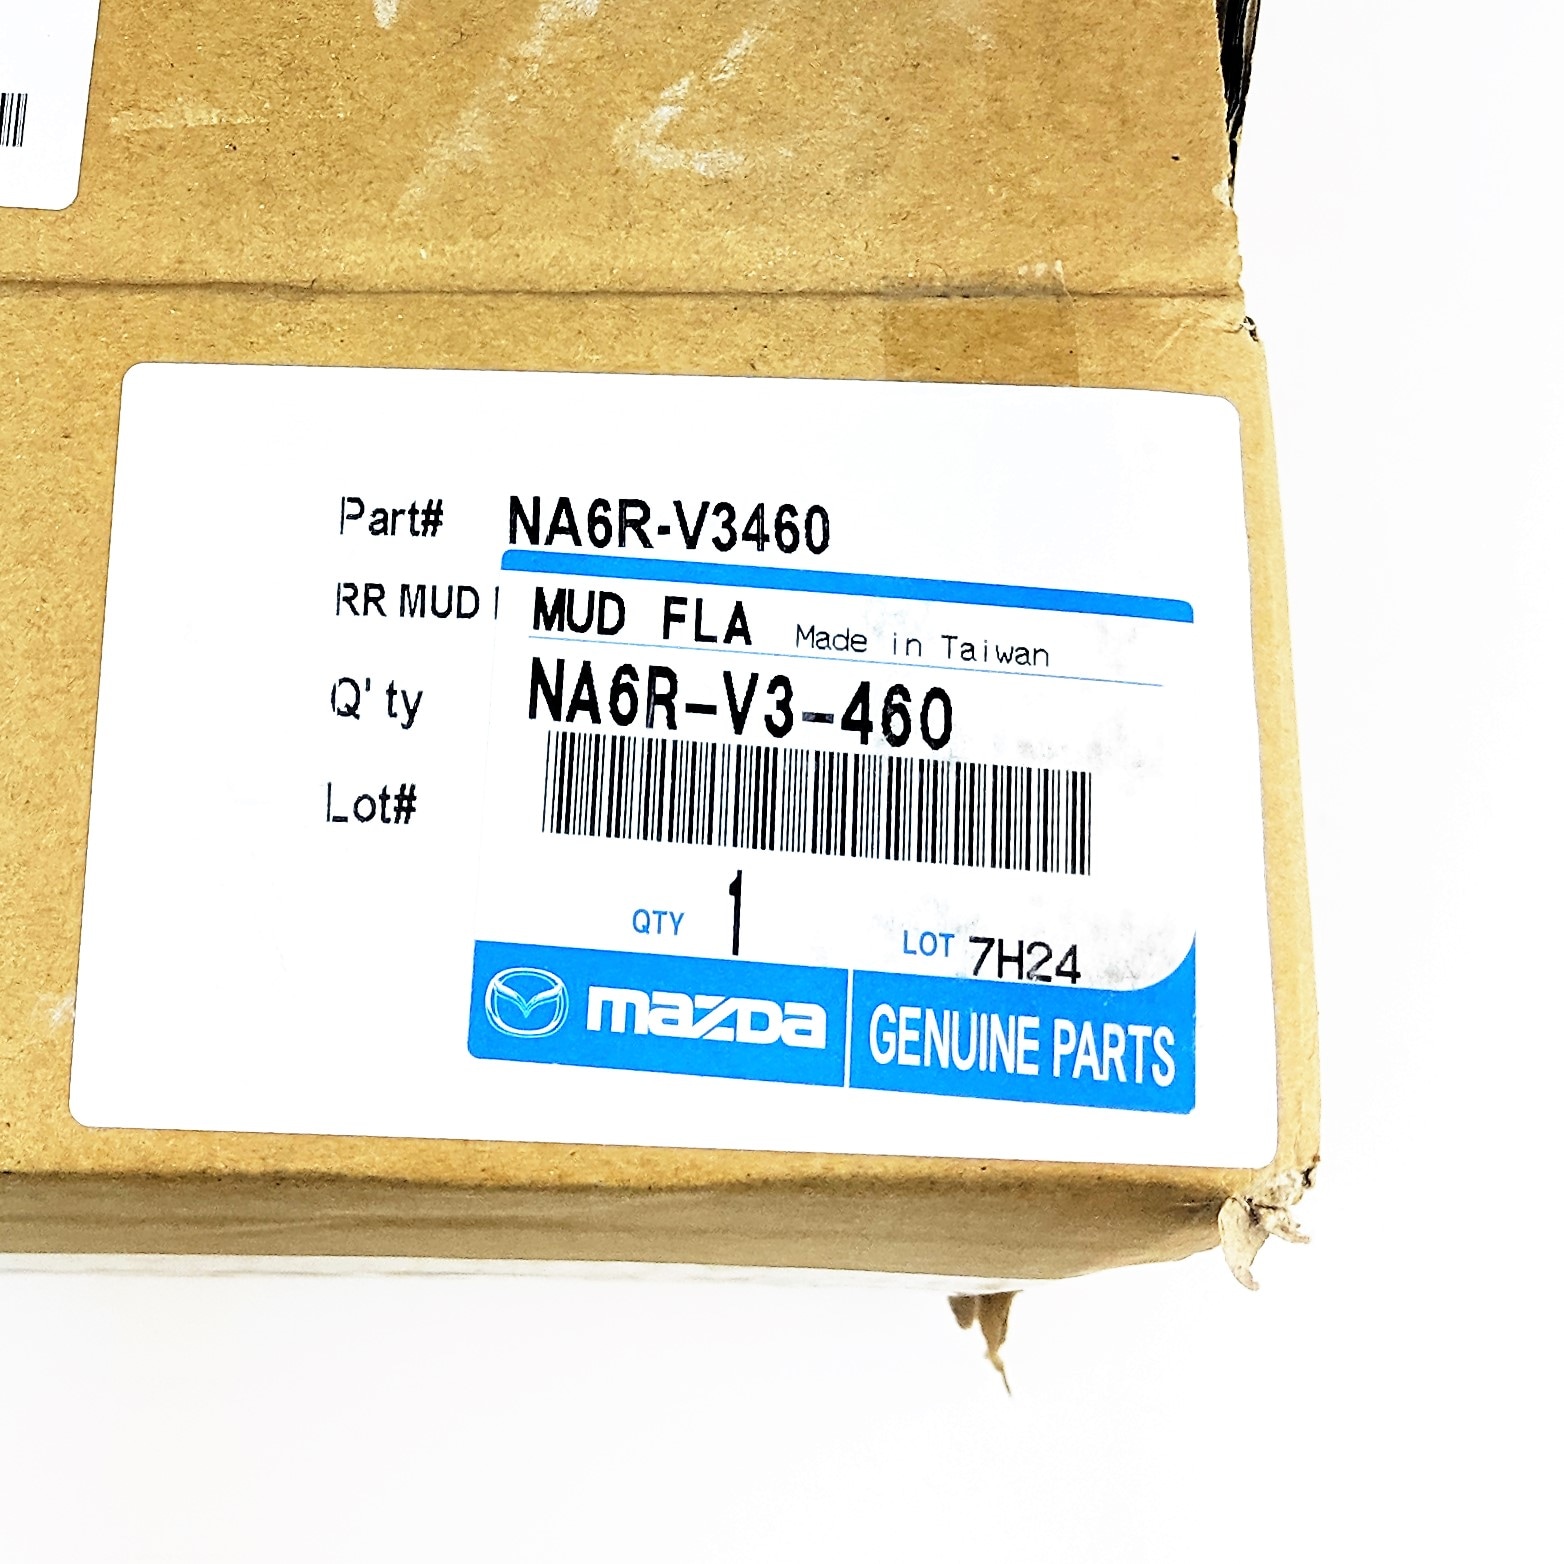 Part# NA6R-V3460
RR MUD
MUD FLA Made in Taiwan
Q'ty
NA6R-V3-460
Lot#
QTY 1
LOT 7H24
mazda
GENUINE PARTS